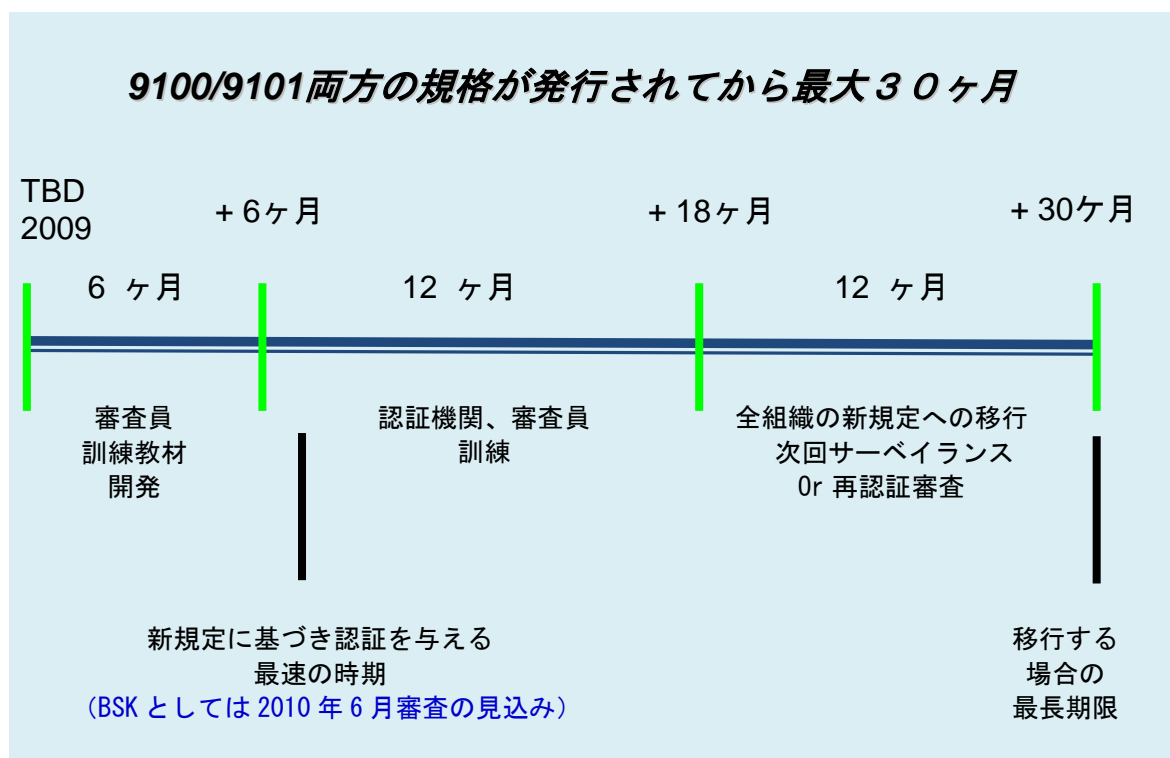 9100/9101両方の規格が発行されてから最大３０ヶ月
TBD
2009
+ 6ヶ月
+ 18ヶ月
+ 30ケ月
6 ヶ月
12 ヶ月
12 ヶ月
審査員
訓練教材
開発
認証機関、審査員
訓練
全組織の新規定への移行
次回サーベイランス
Or 再認証審査
新規定に基づき認証を与える
最速の時期
（BSK としては 2010 年 6 月審査の見込み）
移行する
場合の
最長期限